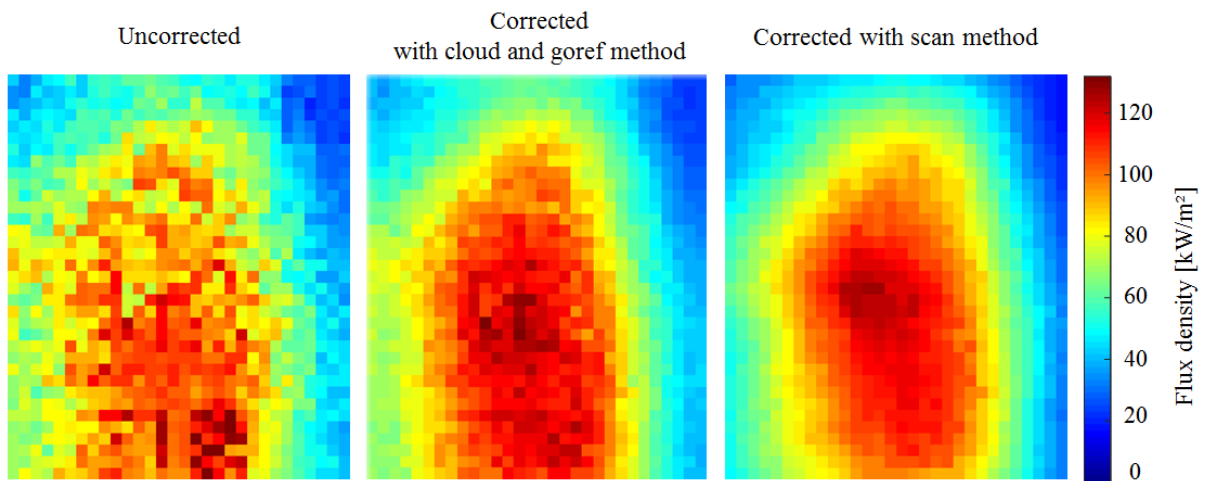 Uncorrected
Corrected
with cloud and goref method
Corrected with scan method
120
100
80
60
40
20
0
Flux density [kW/m²]